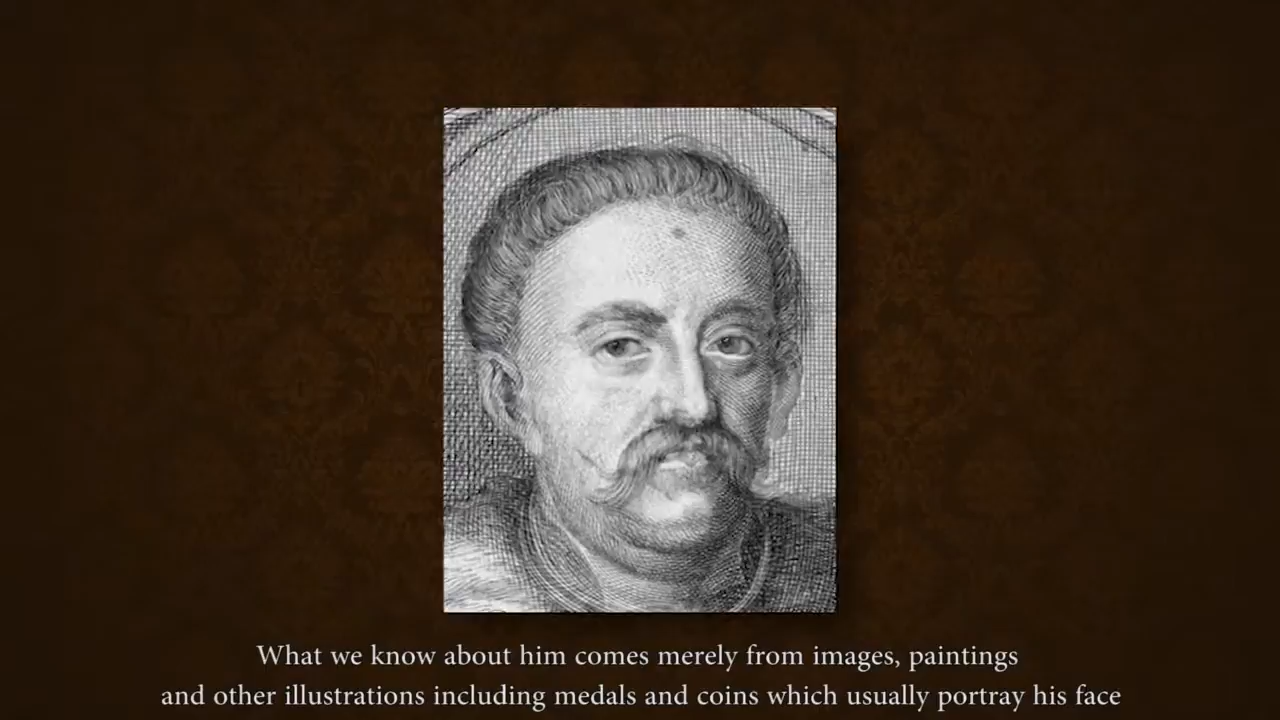 What we know about him comes merely from images, paintings
and other illustrations including medals and coins which usually portray his face